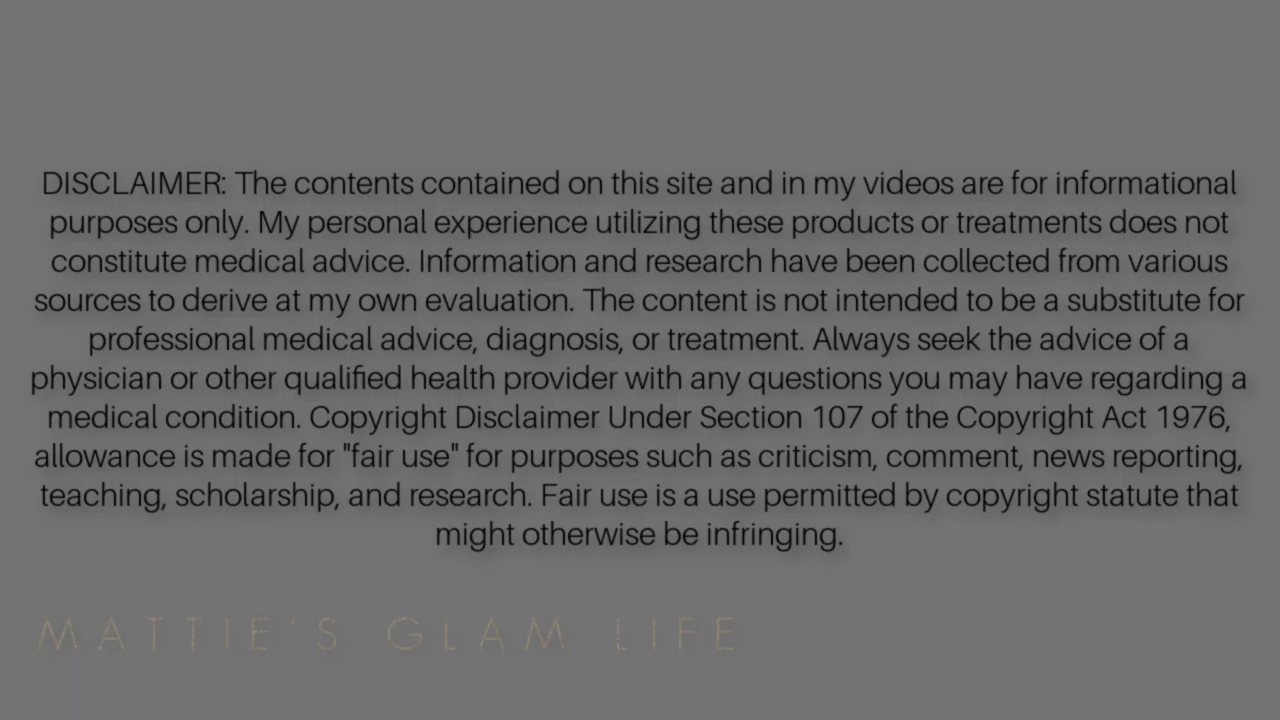 DISCLAIMER: The contents contained on this site and in my videos are for informational
purposes only. My personal experience utilizing these products or treatments does not
constitute medical advice. Information and research have been collected from various
sources to derive at my own evaluation. The content is not intended to be a substitute for
professional medical advice, diagnosis, or treatment. Always seek the advice of a
physician or other qualified health provider with any questions you may have regarding a
medical condition. Copyright Disclaimer Under Section 107 of the Copyright Act 1976,
allowance is made for "fair use" for purposes such as criticism, comment, news reporting,
teaching, scholarship, and research. Fair use is a use permitted by copyright statute that
might otherwise be infringing.
MATTIE'S GLAM LIFE